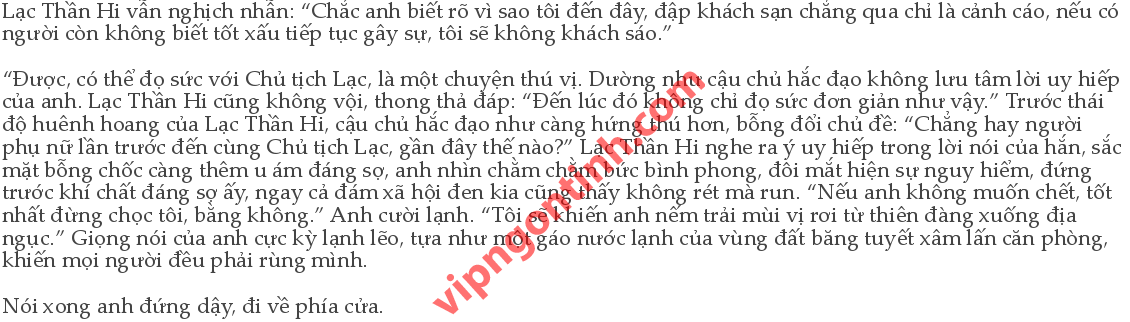 Lạc Thần Hi vẫn nghịch nhẫn: “Chắc anh biết rõ vì sao tôi đến đây, đập khách sạn chẳng qua chỉ là cảnh cáo, nếu có
người còn không biết tốt xấu tiếp tục gây sự, tôi sẽ không khách sáo.”
“Được, có thể đọ sức với Chủ tịch Lạc, là một chuyện thú vị. Dường như cậu chủ hắc đạo không lưu tâm lời uy hiếp
của anh. Lạc Thần Hi cũng không vội, thong thả đáp: “Đến lúc đó không chỉ đọ sức đơn giản như vậy.” Trước thái
độ huênh hoang của Lạc Thần Hi, cậu chủ hắc đạo như càng hứng thú hơn, bỗng đổi chủ đề: “Chẳng hay người
phụ nữ lần trước đến cùng Chủ tịch Lạc, gần đây thế nào?” Lạc Thần Hi nghe ra ý uy hiếp trong lời nói của hắn, sắc
mặt bỗng chốc càng thêm u ám đáng sợ, anh nhìn chằm chằm bức bình phong, đôi mắt hiện sự nguy hiểm, đứng
trước khí chất đáng sợ ấy, ngay cả đám xã hội đen kia cũng thấy không rét mà run. “Nếu anh không muốn chết, tốt
nhất đừng chọc tôi, bằng không.” Anh cười lạnh. “Tôi sẽ khiến anh nếm trải mùi vị rơi từ thiên đàng xuống địa
ngục.” Giọng nói của anh cực kỳ lạnh lẽo, tựa như một gáo nước lạnh của vùng đất băng tuyết xâm lấn căn phòng,
khiến mọi người đều phải rùng mình.
Nói xong anh đứng dậy, đi về phía cửa.
vipngontinh.com